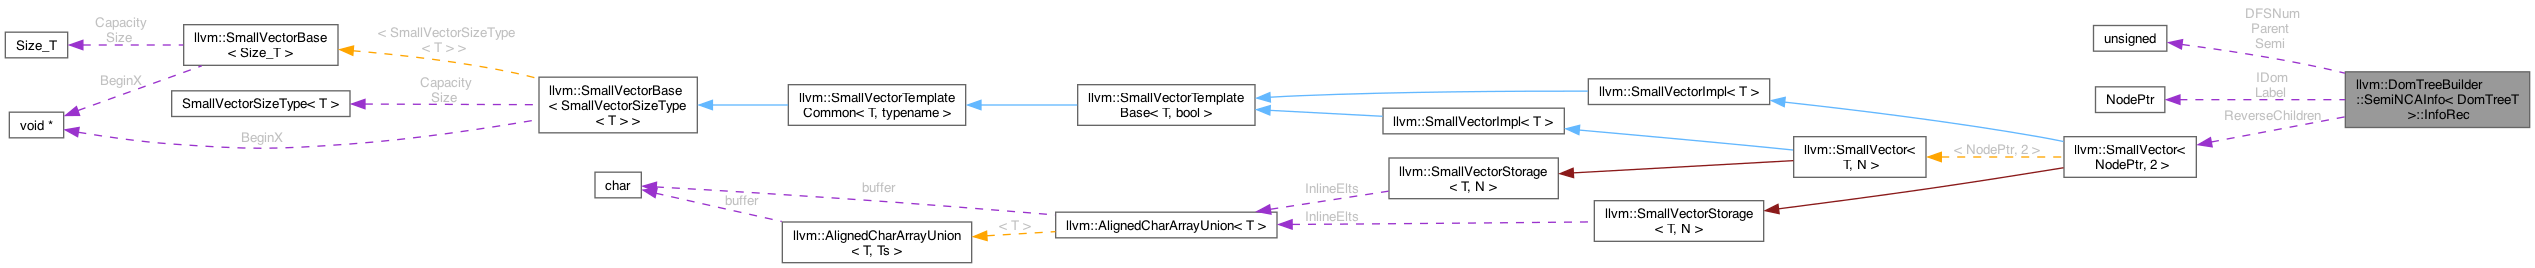 Size_T
Capacity
Size
llvm::SmallVectorBase
< Size_T >
BeginX
SmallVectorSizeType< T >
void *
< SmallVectorSizeType
< T > >
Capacity
Size
BeginX
llvm::SmallVectorBase
< SmallVectorSizeType
< T > >
llvm::SmallVectorTemplate
Common< T, typename >
llvm::SmallVectorTemplate
Base< T, bool >
llvm::SmallVectorImpl< T >
llvm::SmallVectorImpl< T >
char
buffer
buffer
llvm::AlignedCharArrayUnion
< T, Ts >
< T >
llvm::AlignedCharArrayUnion< T >
InlineElts
InlineElts
llvm::SmallVectorStorage
< T, N >
llvm::SmallVectorStorage
< T, N >
llvm::SmallVector<
T, N >
< NodePtr, 2 >
llvm::SmallVector<
NodePtr, 2 >
unsigned
NodePtr
DFSNum
Parent
Semi
IDom
Label
ReverseChildren
llvm::DomTreeBuilder
::SemiNCAInfo< DomTreeT
>::InfoRec